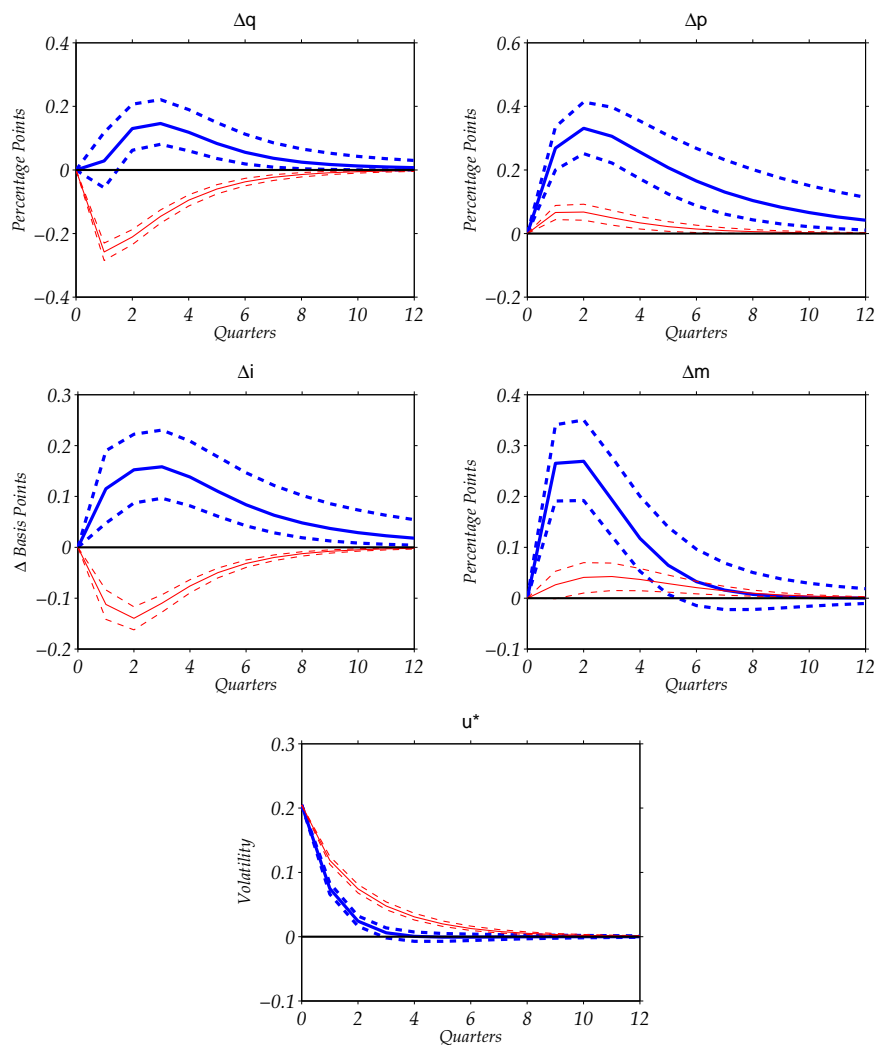 Δq
Percentage Points
0.4
0.2
0
−0.2
−0.4
0 2 4 6 8 10 12
Quarters
Δp
Percentage Points
0.6
0.4
0.2
0
−0.2
0 2 4 6 8 10 12
Quarters
Δi
Δ Basis Points
0.3
0.2
0.1
0
−0.1
−0.2
0 2 4 6 8 10 12
Quarters
Δm
Percentage Points
0.4
0.3
0.2
0.1
0
−0.1
0 2 4 6 8 10 12
Quarters
u*
Volatility
0.3
0.2
0.1
0
−0.1
0 2 4 6 8 10 12
Quarters